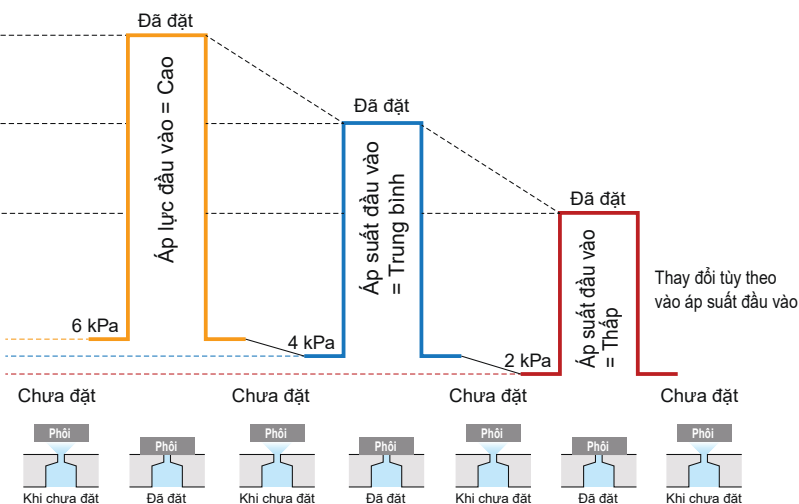 Đã đặt
Áp lực đầu vào = Cao
6 kPa
Đã đặt
Áp suất đầu vào
= Trung bình
4 kPa
Đã đặt
Áp suất đầu vào
= Thấp
2 kPa
Thay đổi tùy theo
vào áp suất đầu vào
Chưa đặt
Chưa đặt
Chưa đặt
Chưa đặt
Phôi
Phôi
Phôi
Phôi
Phôi
Phôi
Phôi
Khi chưa đặt
Đã đặt
Khi chưa đặt
Đã đặt
Khi chưa đặt
Đã đặt
Khi chưa đặt